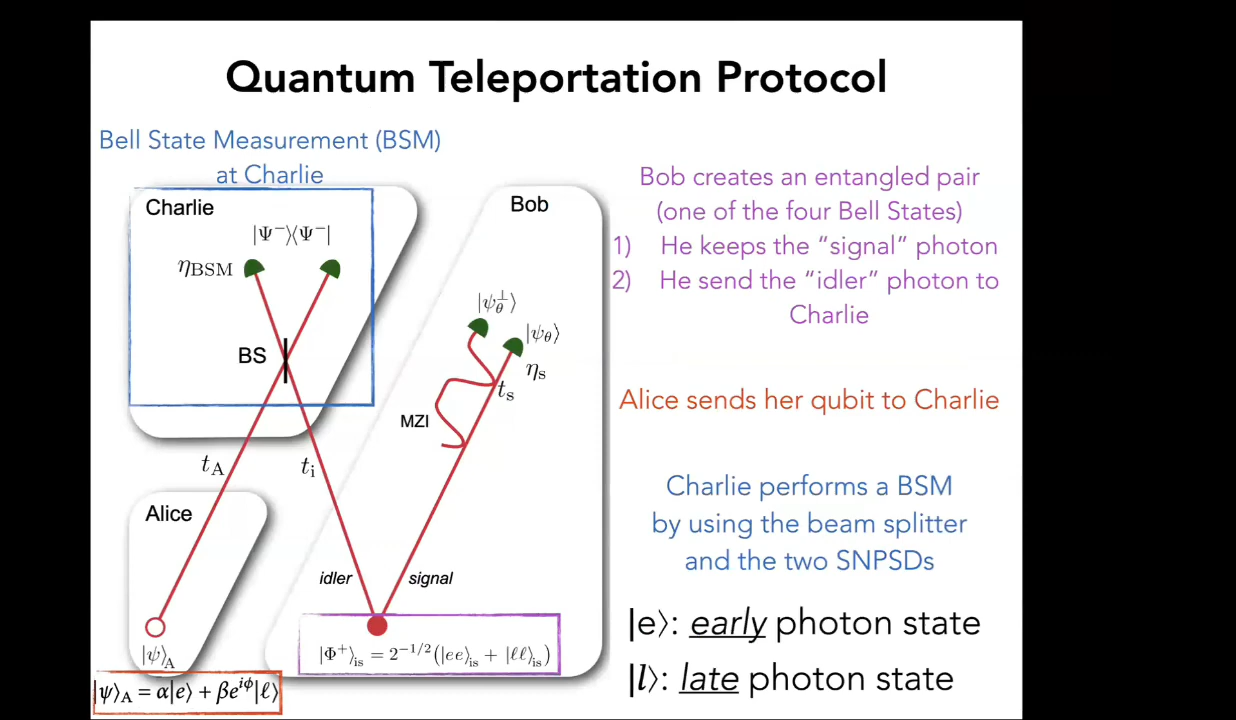 Quantum Teleportation Protocol
Bell State Measurement (BSM)
at Charlie
Charlie
|Ψ⁻⟩⟨Ψ⁻|
η_BSM
BS
t_A
t_i
Alice
|ψ⟩_A
|ψ⟩_A = α|e⟩ + βe^{iϕ}|ℓ⟩
Bob
|ψ_θ^⊥⟩
|ψ_θ⟩
η_s
t_s
MZI
idler
signal
|Φ⁺⟩_is = 2^{-1/2}(|ee⟩_is + |ℓℓ⟩_is)
Bob creates an entangled pair
(one of the four Bell States)
1) He keeps the “signal” photon
2) He send the “idler” photon to
Charlie
Alice sends her qubit to Charlie
Charlie performs a BSM
by using the beam splitter
and the two SNPSDs
|e⟩: early photon state
|l⟩: late photon state